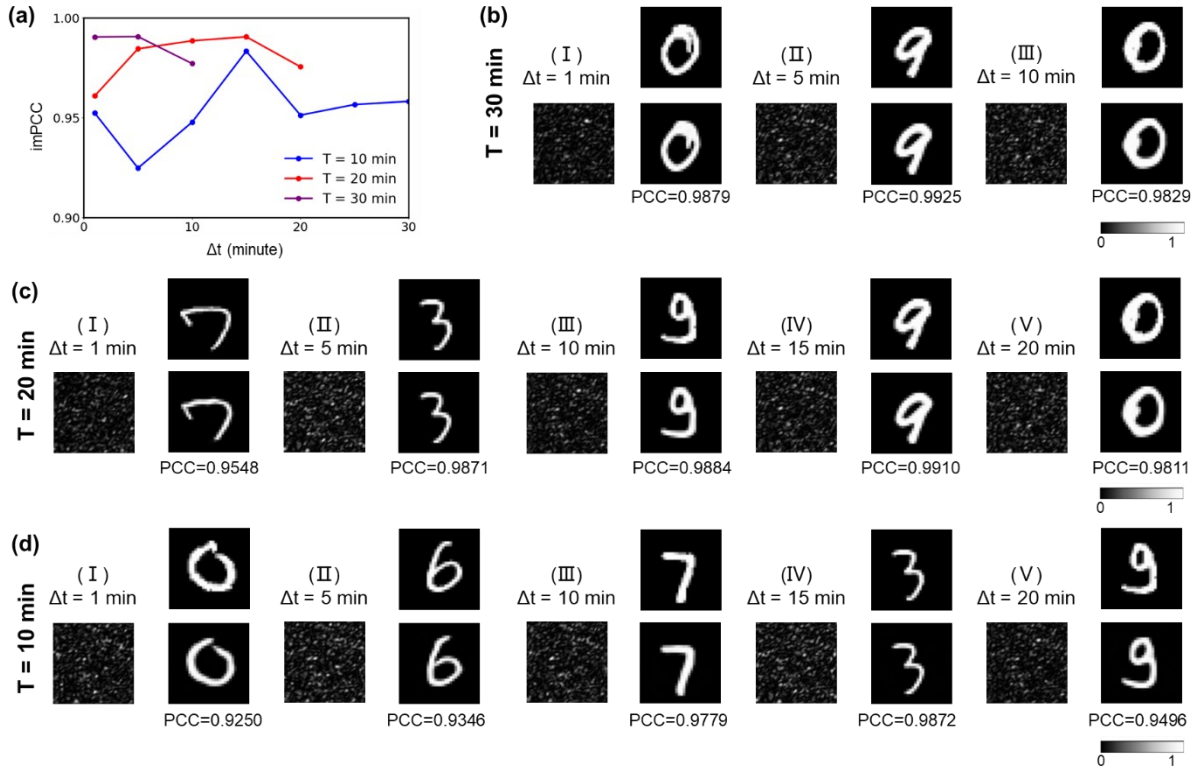 (a)
1.00
0.95
0.90
imPCC
0 10 20 30
Δt (minute)
T = 10 min
T = 20 min
T = 30 min
(b)
T = 30 min
(Ⅰ)
Δt = 1 min
PCC=0.9879
(Ⅱ)
Δt = 5 min
PCC=0.9925
(Ⅲ)
Δt = 10 min
PCC=0.9829
0 1
(c)
T = 20 min
(Ⅰ)
Δt = 1 min
PCC=0.9548
(Ⅱ)
Δt = 5 min
PCC=0.9871
(Ⅲ)
Δt = 10 min
PCC=0.9884
(Ⅳ)
Δt = 15 min
PCC=0.9910
(Ⅴ)
Δt = 20 min
PCC=0.9811
0 1
(d)
T = 10 min
(Ⅰ)
Δt = 1 min
PCC=0.9250
(Ⅱ)
Δt = 5 min
PCC=0.9346
(Ⅲ)
Δt = 10 min
PCC=0.9779
(Ⅳ)
Δt = 15 min
PCC=0.9872
(Ⅴ)
Δt = 20 min
PCC=0.9496
0 1